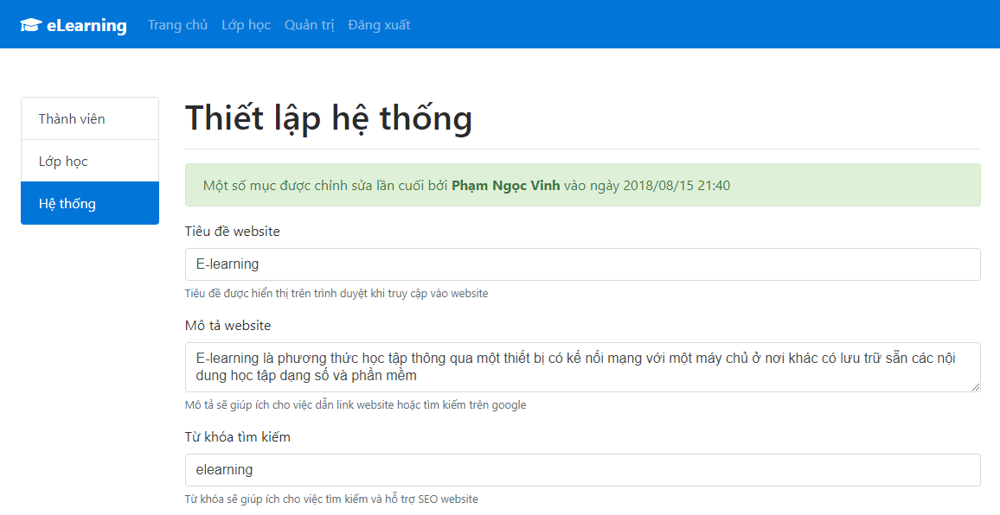 eLearning Trang chủ Lớp học Quản trị Đăng xuất
Thành viên
Lớp học
Hệ thống
Thiết lập hệ thống
Một số mục được chỉnh sửa lần cuối bởi Phạm Ngọc Vinh vào ngày 2018/08/15 21:40
Tiêu đề website
E-learning
Tiêu đề được hiển thị trên trình duyệt khi truy cập vào website
Mô tả website
E-learning là phương thức học tập thông qua một thiết bị có kế nối mạng với một máy chủ ở nơi khác có lưu trữ sẵn các nội
dung học tập dạng số và phần mềm
Mô tả sẽ giúp ích cho việc dẫn link website hoặc tìm kiếm trên google
Từ khóa tìm kiếm
elearning
Từ khóa sẽ giúp ích cho việc tìm kiếm và hỗ trợ SEO website